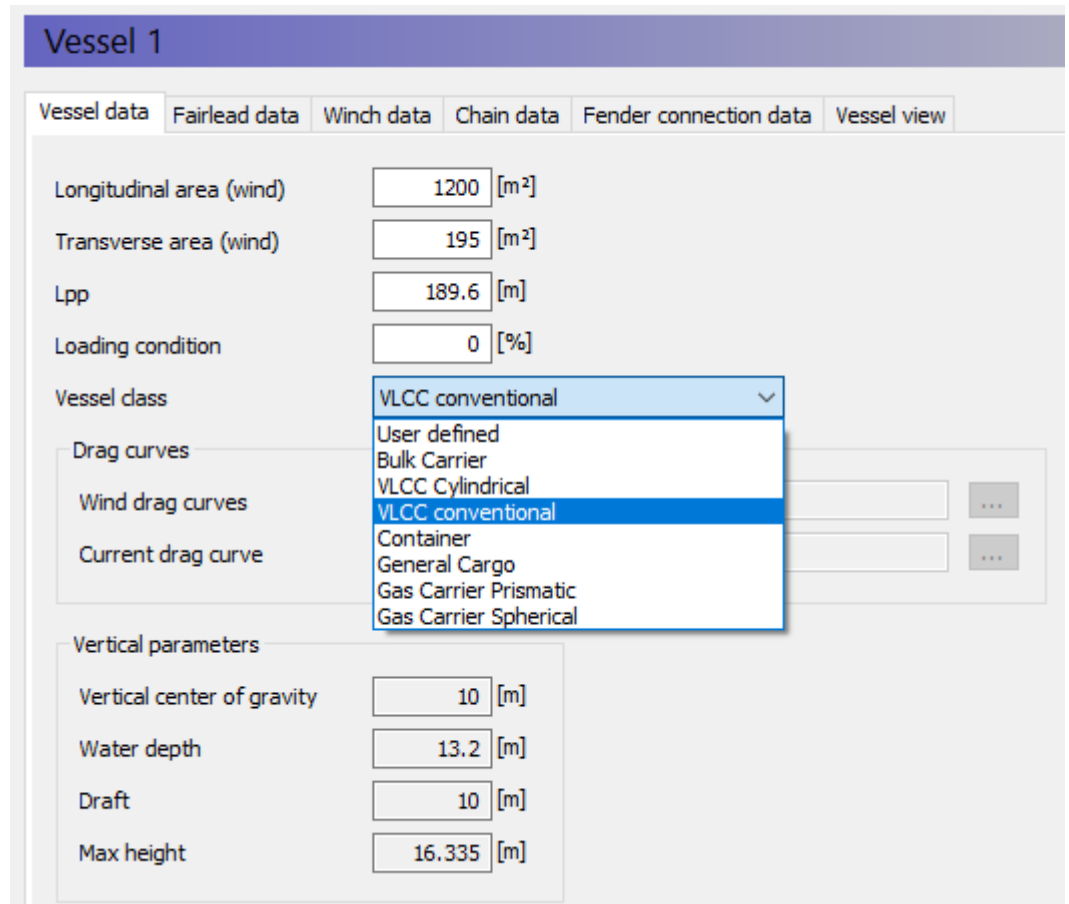 Vessel 1
Vessel data Fairlead data Winch data Chain data Fender connection data Vessel view
Longitudinal area (wind) 1200 [m²]
Transverse area (wind) 195 [m²]
Lpp 189.6 [m]
Loading condition 0 [%]
Vessel class VLCC conventional
User defined
Drag curves
Bulk Carrier
VLCC Cylindrical
Wind drag curves ...
VLCC conventional
Container
Current drag curve ...
General Cargo
Gas Carrier Prismatic
Gas Carrier Spherical
Vertical parameters
Vertical center of gravity 10 [m]
Water depth 13.2 [m]
Draft 10 [m]
Max height 16.335 [m]